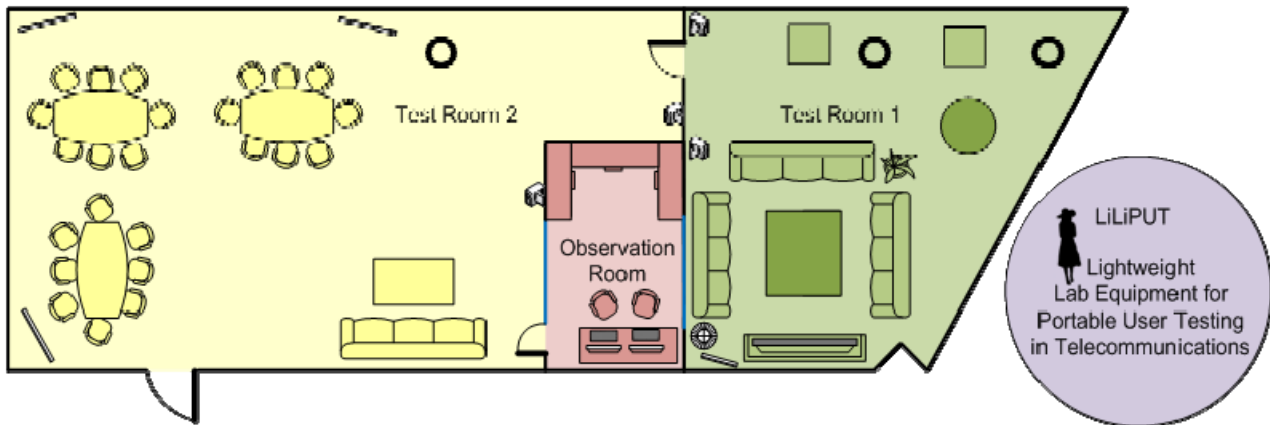 Test Room 2
Test Room 1
Observation
Room
LiLiPUT
Lightweight
Lab Equipment for
Portable User Testing
in Telecommunications